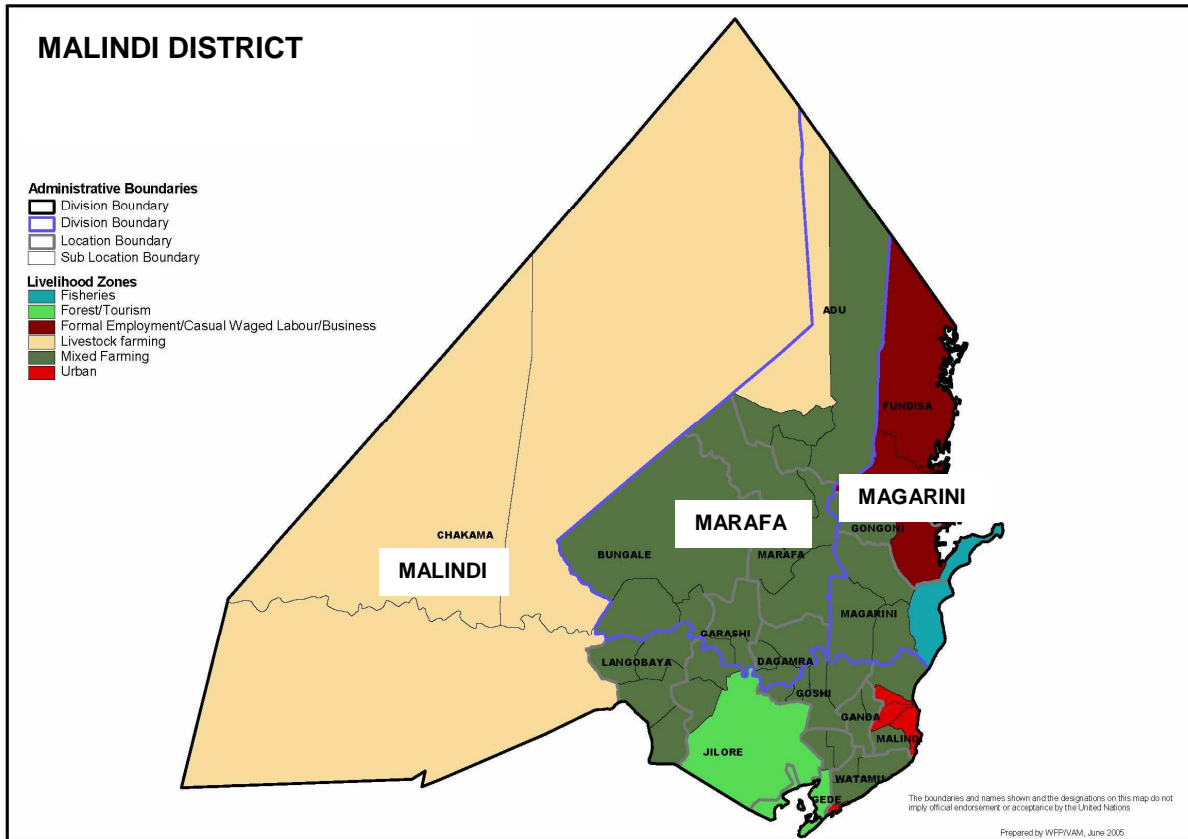 MALINDI DISTRICT
Administrative Boundaries
Division Boundary
Division Boundary
Location Boundary
Sub Location Boundary
Livelihood Zones
Fisheries
Forest/Tourism
Formal Employment/Casual Waged Labour/Business
Livestock farming
Mixed Farming
Urban
ADU
FUNDISA
MAGARINI
MARAFA
GONGONI
CHAKAMA
BUNGALE
MARAFA
MALINDI
MAGARINI
GARASHI
LANGOBAYA
DAGAMRA
GOSHI
GANDA
MALINDI
JILORE
WATAMU
GEDE
The boundaries and names shown and the designations on this map do not
imply official endorsement or acceptance by the United Nations
Prepared by WFP/VAM, June 2005